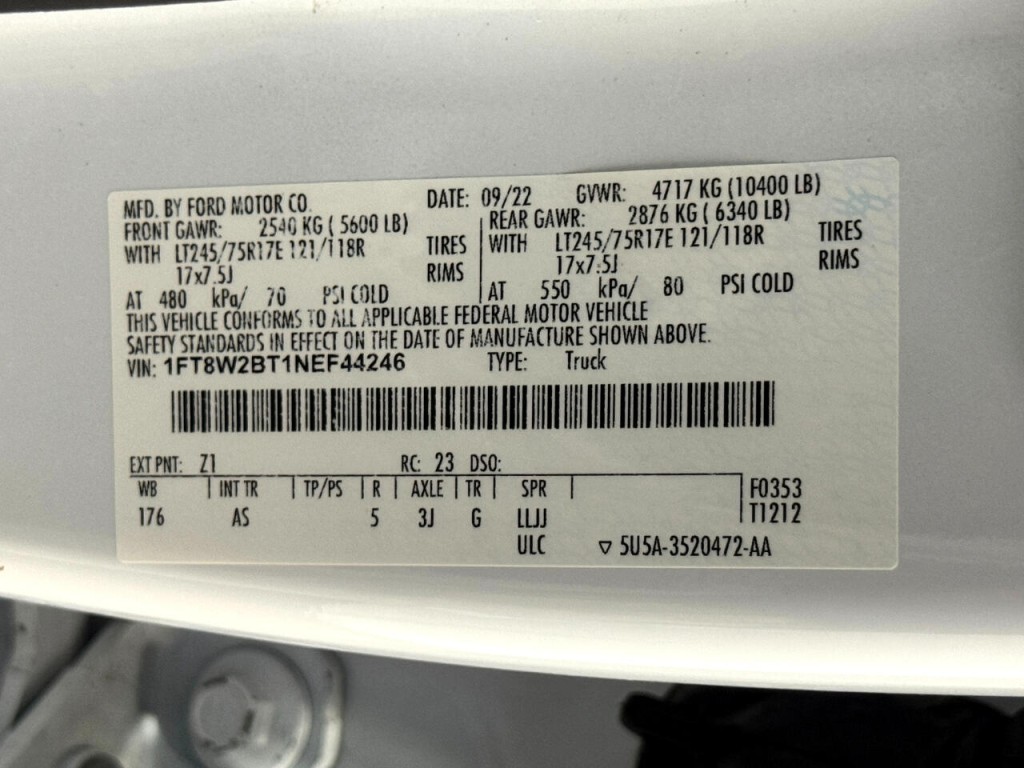 MFD. BY FORD MOTOR CO. DATE: 09/22 GVWR: 4717 KG (10400 LB)
FRONT GAWR: 2540 KG ( 5600 LB) REAR GAWR: 2876 KG ( 6340 LB)
WITH LT245/75R17E 121/118R TIRES WITH LT245/75R17E 121/118R TIRES
17x7.5J RIMS 17x7.5J RIMS
AT 480 kPa/ 70 PSI COLD AT 550 kPa/ 80 PSI COLD
THIS VEHICLE CONFORMS TO ALL APPLICABLE FEDERAL MOTOR VEHICLE
SAFETY STANDARDS IN EFFECT ON THE DATE OF MANUFACTURE SHOWN ABOVE.
VIN: 1FT8W2BT1NEF44246 TYPE: Truck
EXT PNT: Z1 RC: 23 DSO:
WB INT TR TP/PS R AXLE TR SPR F0353
176 AS 5 3J G LLJJ T1212
ULC ▽ 5U5A-3520472-AA